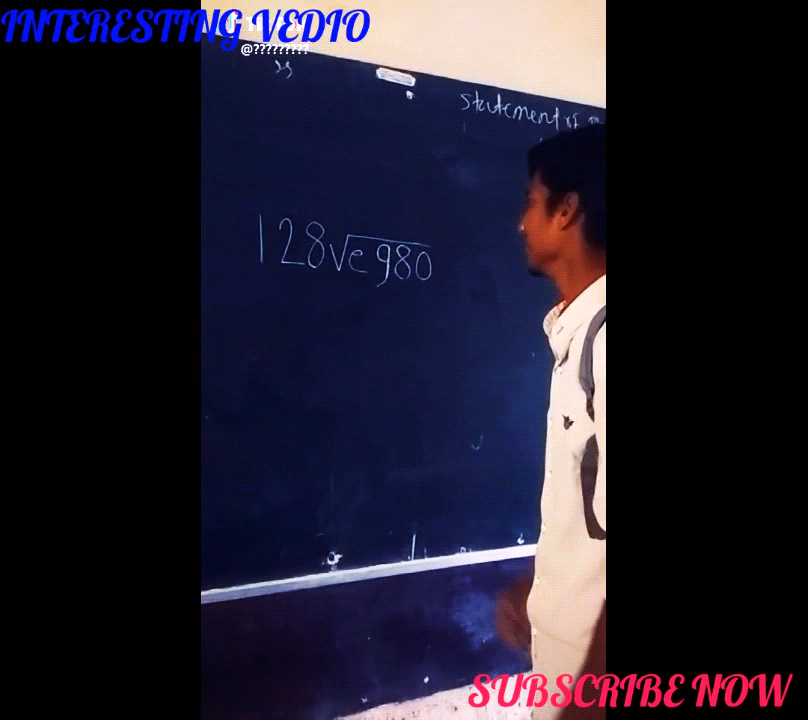 INTERESTING VEDIO
@?????????
statement of
128√e980
SUBSCRIBE NOW